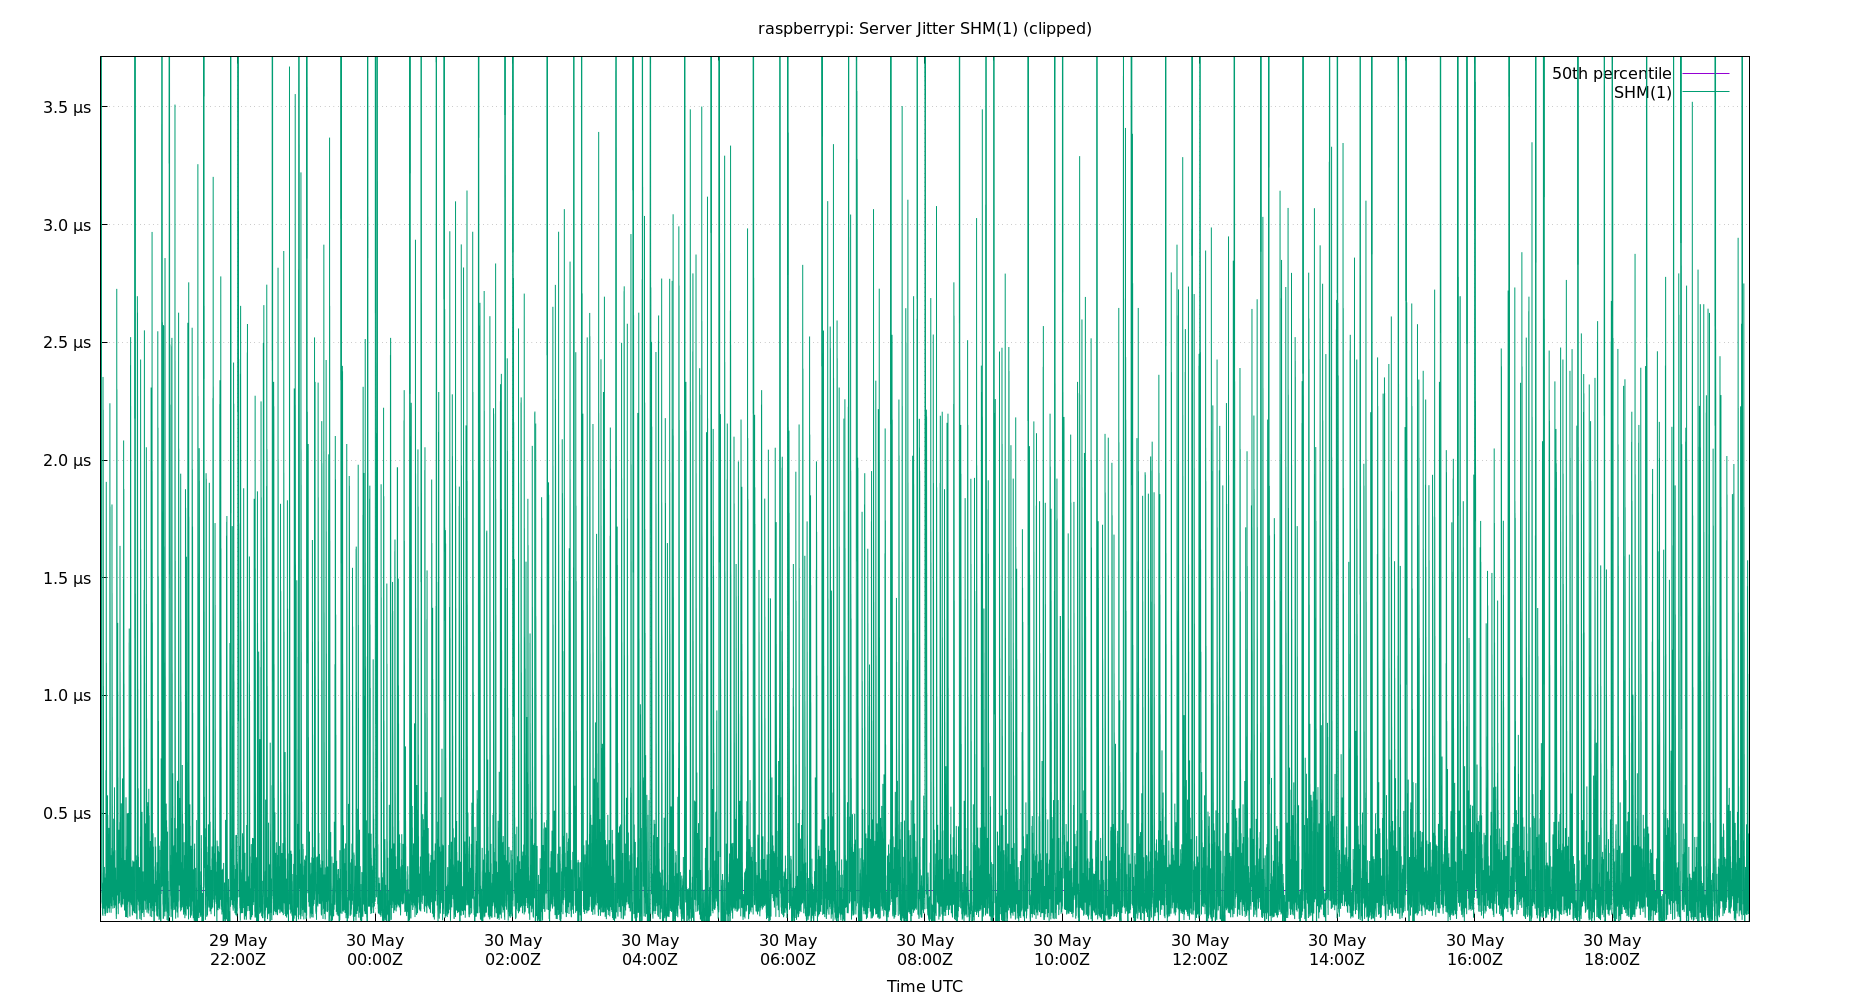 raspberrypi: Server Jitter SHM(1) (clipped)
50th percentile
SHM(1)
3.5 µs
3.0 µs
2.5 µs
2.0 µs
1.5 µs
1.0 µs
0.5 µs
29 May 30 May 30 May 30 May 30 May 30 May 30 May 30 May 30 May 30 May 30 May
22:00Z 00:00Z 02:00Z 04:00Z 06:00Z 08:00Z 10:00Z 12:00Z 14:00Z 16:00Z 18:00Z
Time UTC